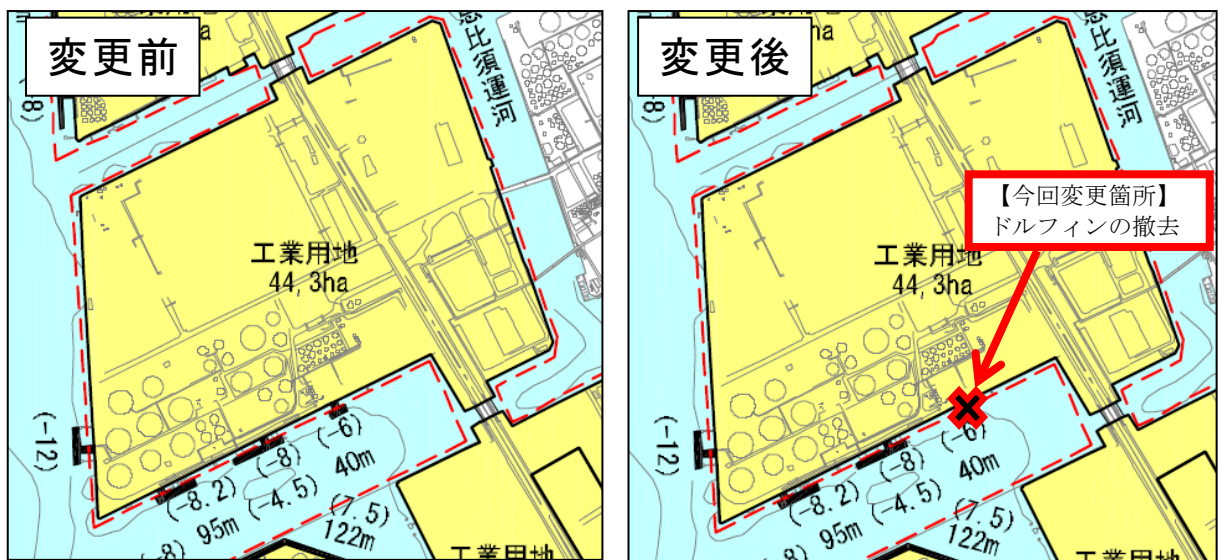 変更前
ha
-8)
恵比須運河
工業用地
44,3ha
(-12)
(-6)
40m
(-8)
(-4.5)
(-8.2)
95m
(7.5)
122m
-8)
工業用地
変更後
ha
-8)
恵比須運河
【今回変更箇所】
ドルフィンの撤去
工業用地
44,3ha
(-12)
(-6)
40m
(-8)
(-4.5)
(-8.2)
95m
(7.5)
122m
-8)
工業用地